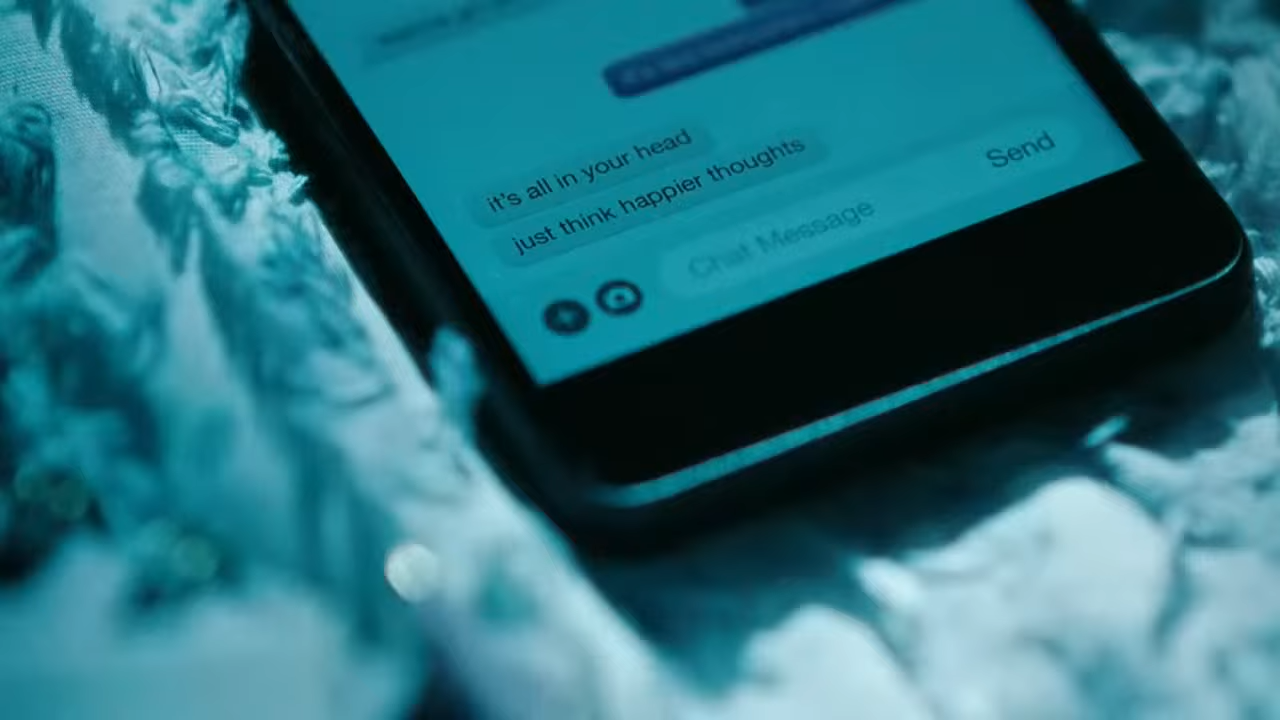 it's all in your head
just think happier thoughts
Chat Message
Send